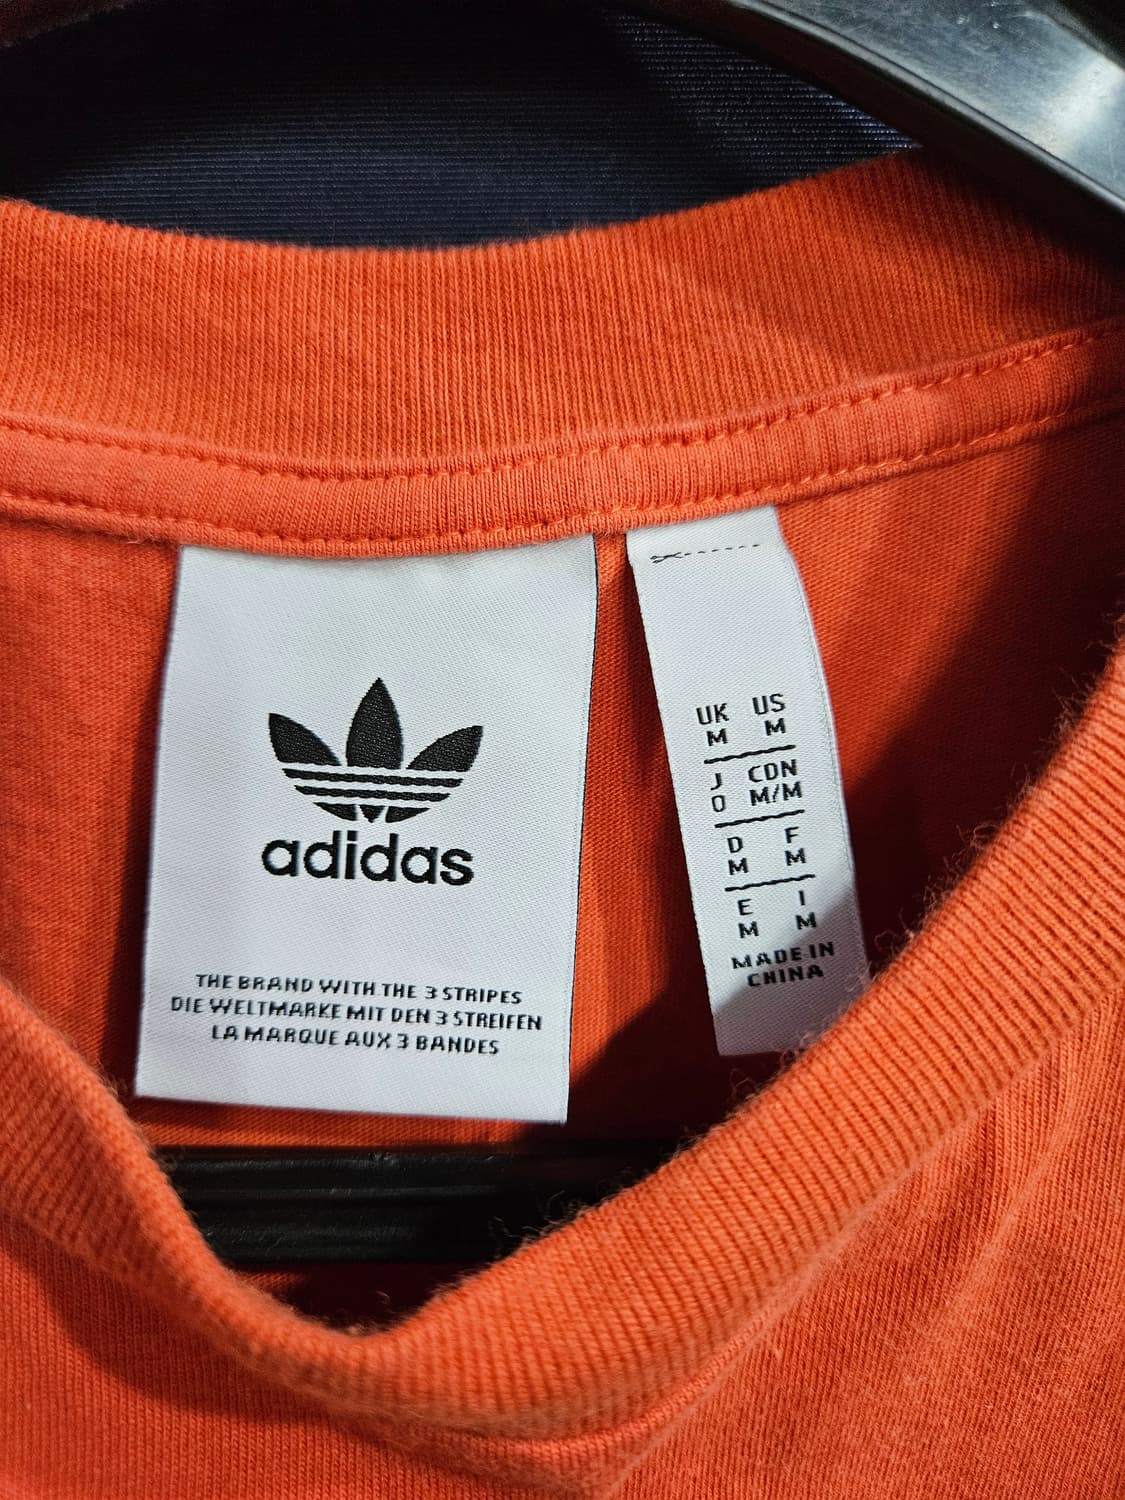 adidas
THE BRAND WITH THE 3 STRIPES
DIE WELTMARKE MIT DEN 3 STREIFEN
LA MARQUE AUX 3 BANDES
UK US
M M
J CDN
O M/M
D F
M M
E I
M M
MADE IN
CHINA